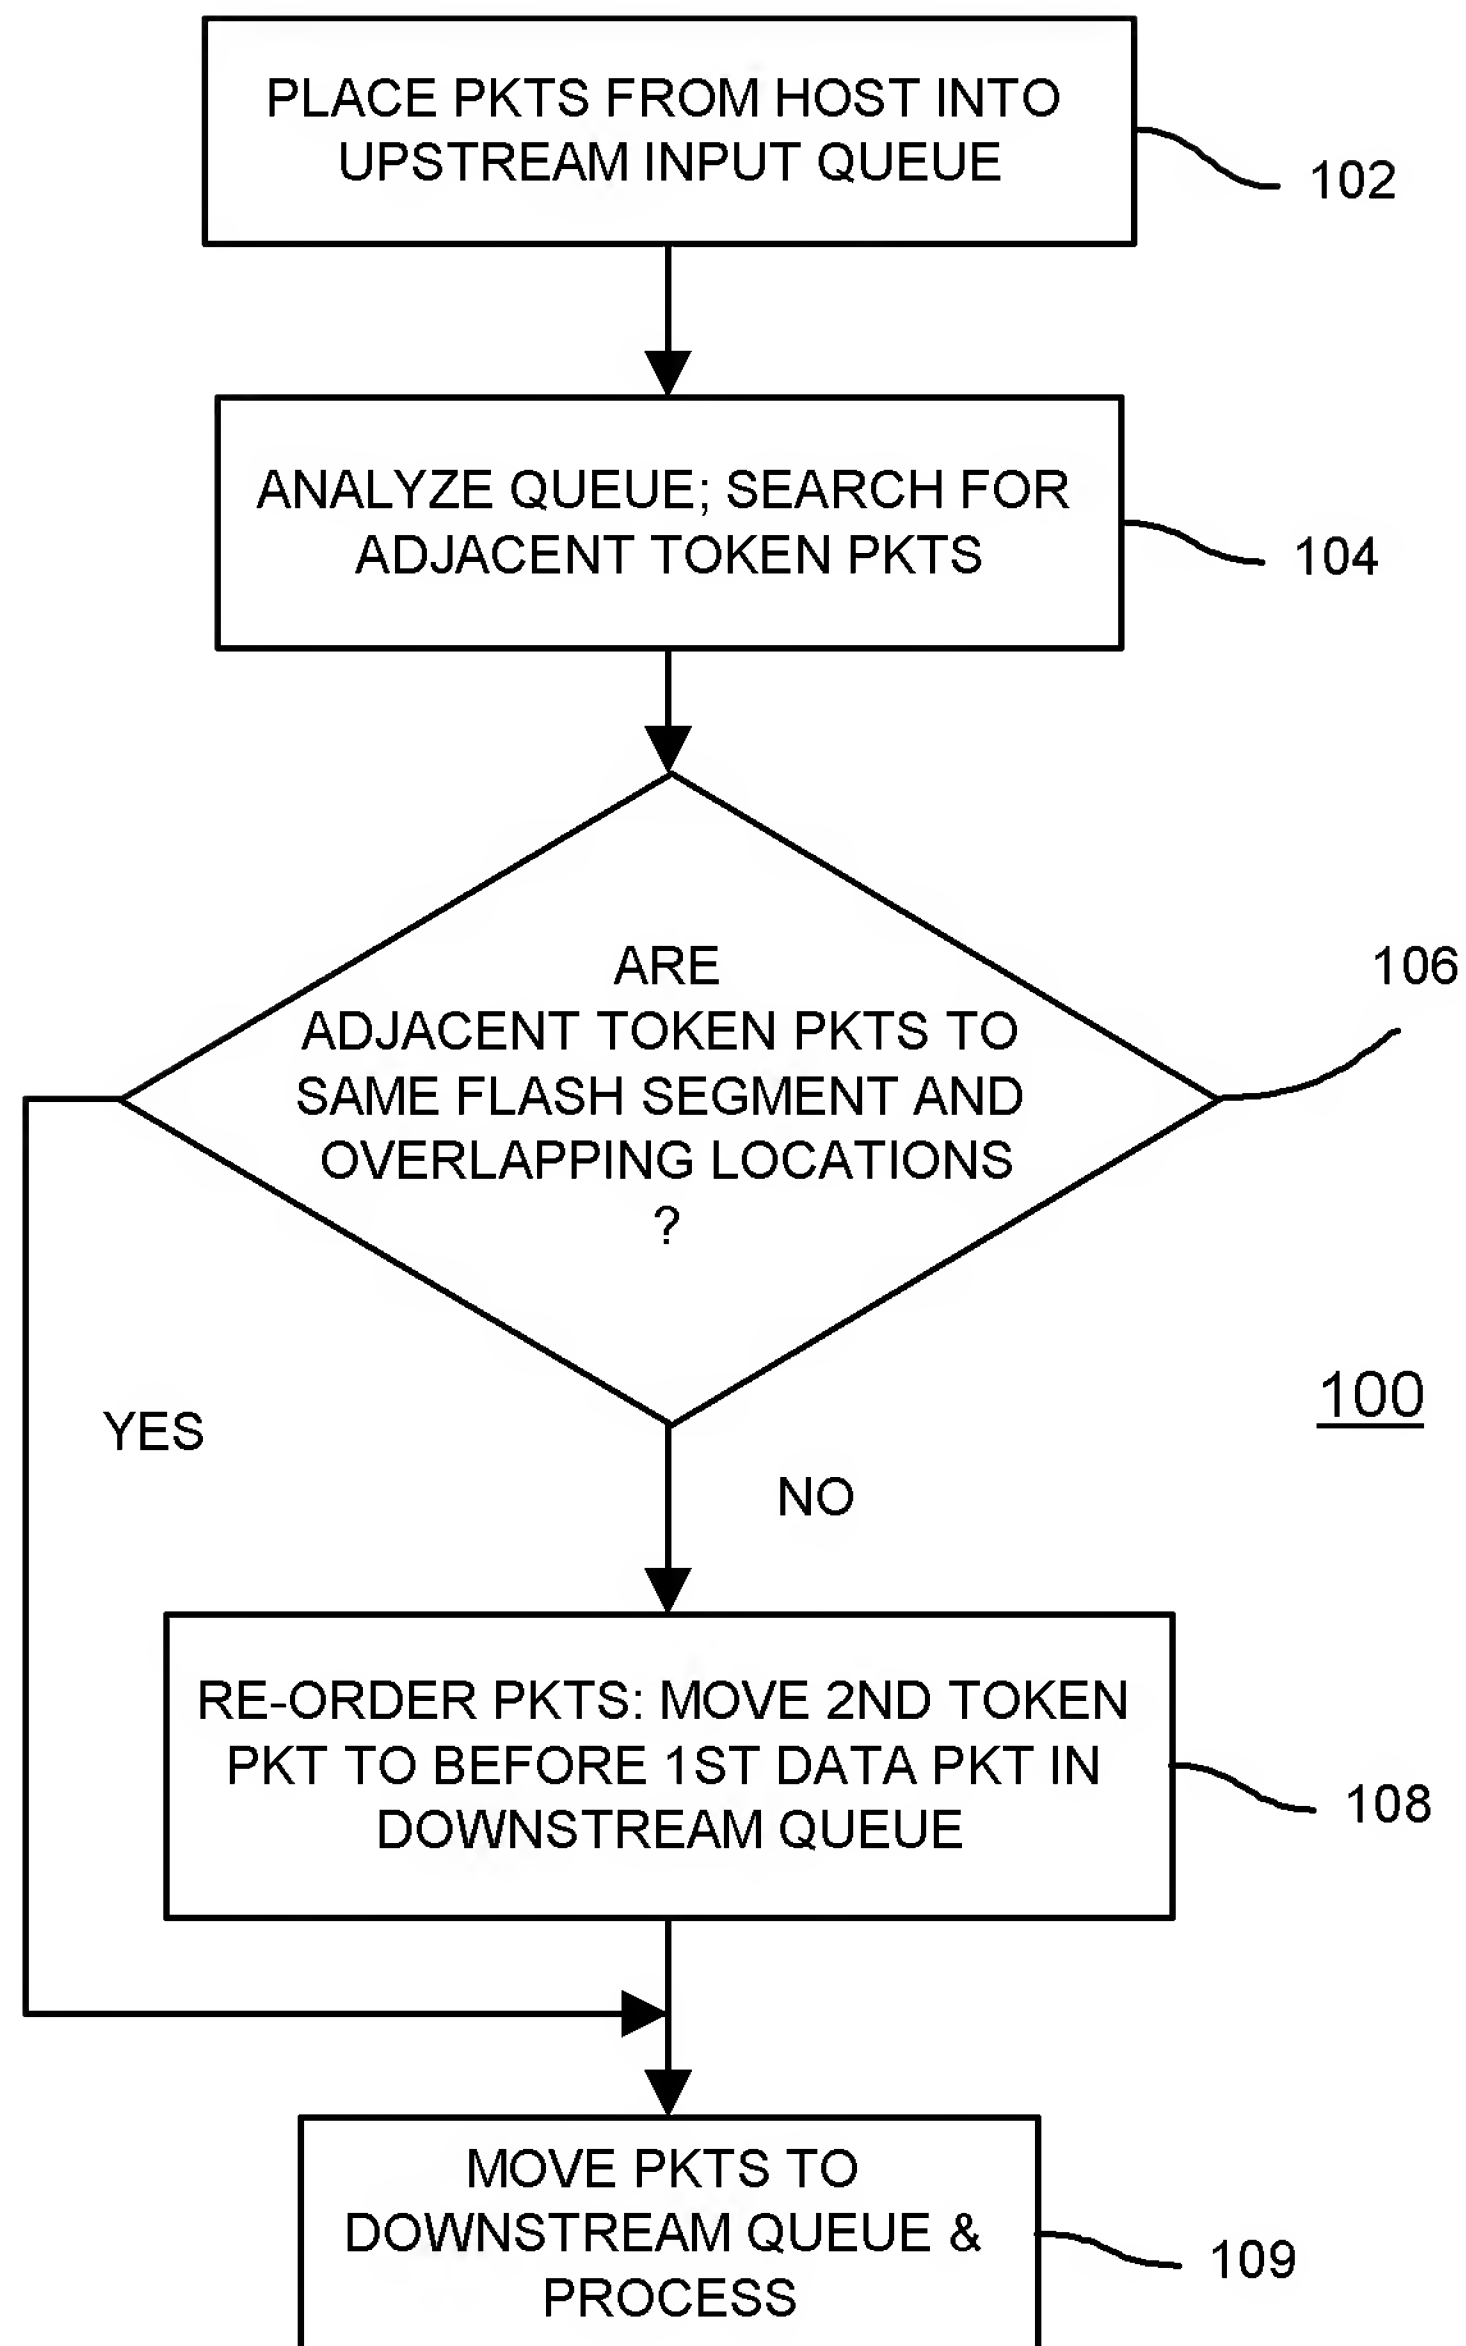 PLACE PKTS FROM HOST INTO
UPSTREAM INPUT QUEUE
102
ANALYZE QUEUE; SEARCH FOR
ADJACENT TOKEN PKTS
104
ARE
ADJACENT TOKEN PKTS TO
SAME FLASH SEGMENT AND
OVERLAPPING LOCATIONS
?
106
100
YES
NO
RE-ORDER PKTS: MOVE 2ND TOKEN
PKT TO BEFORE 1ST DATA PKT IN
DOWNSTREAM QUEUE
108
MOVE PKTS TO
DOWNSTREAM QUEUE &
PROCESS
109